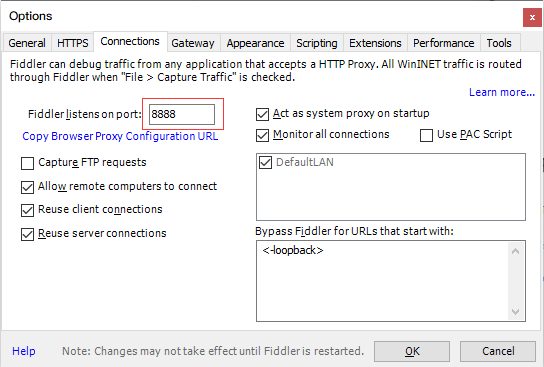 Options
General HTTPS Connections Gateway Appearance Scripting Extensions Performance Tools
Fiddler can debug traffic from any application that accepts a HTTP Proxy. All WinINET traffic is routed
through Fiddler when "File > Capture Traffic" is checked.
Learn more...
Fiddler listens on port: 8888
Copy Browser Proxy Configuration URL
Capture FTP requests
Allow remote computers to connect
Reuse client connections
Reuse server connections
Act as system proxy on startup
Monitor all connections Use PAC Script
DefaultLAN
Bypass Fiddler for URLs that start with:
<-loopback>
Help Note: Changes may not take effect until Fiddler is restarted. OK Cancel